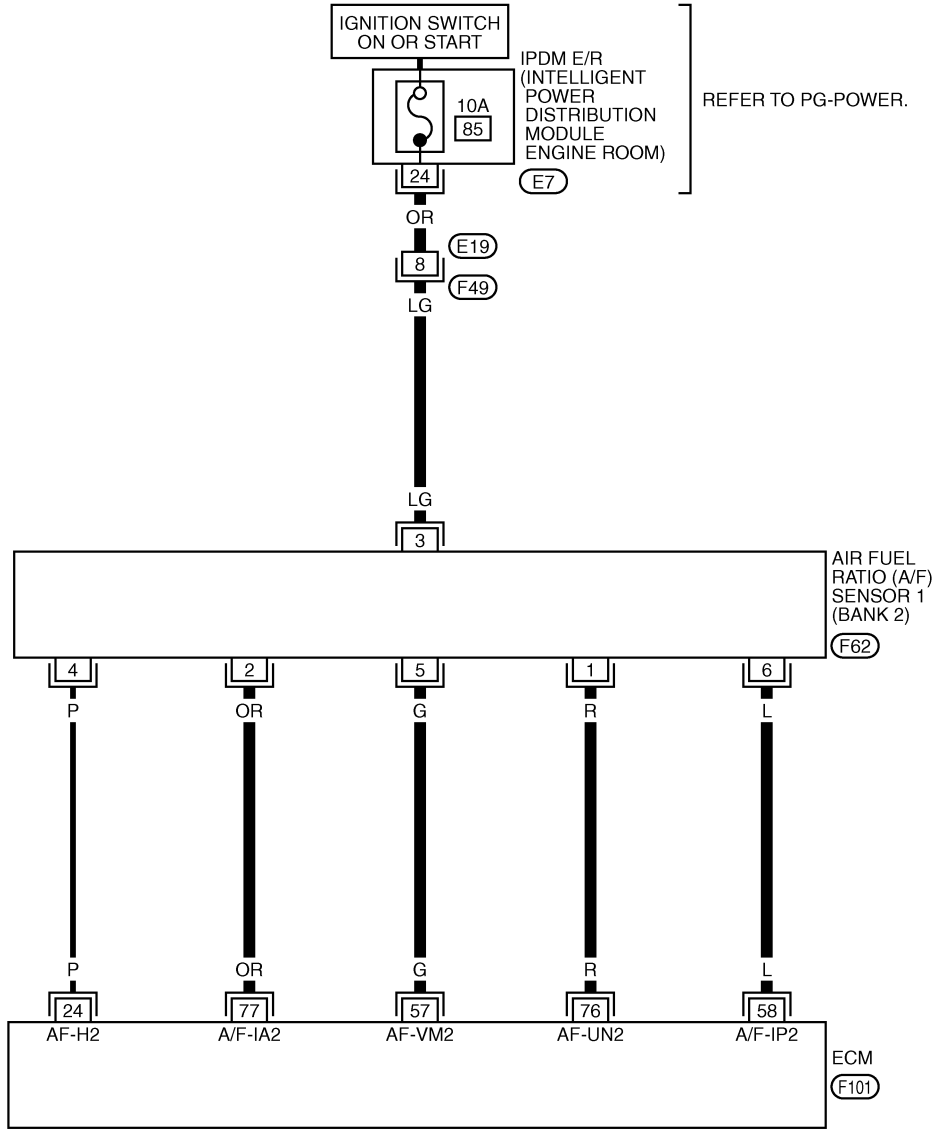 IGNITION SWITCH
ON OR START
IPDM E/R
(INTELLIGENT
POWER
DISTRIBUTION
MODULE
ENGINE ROOM)
REFER TO PG-POWER.
10A
85
24
E7
OR
E19
8
F49
LG
LG
3
AIR FUEL
RATIO (A/F)
SENSOR 1
(BANK 2)
F62
4 2 5 1 6
P OR G R L
P OR G R L
24 77 57 76 58
AF-H2 A/F-IA2 AF-VM2 AF-UN2 A/F-IP2
ECM
F101